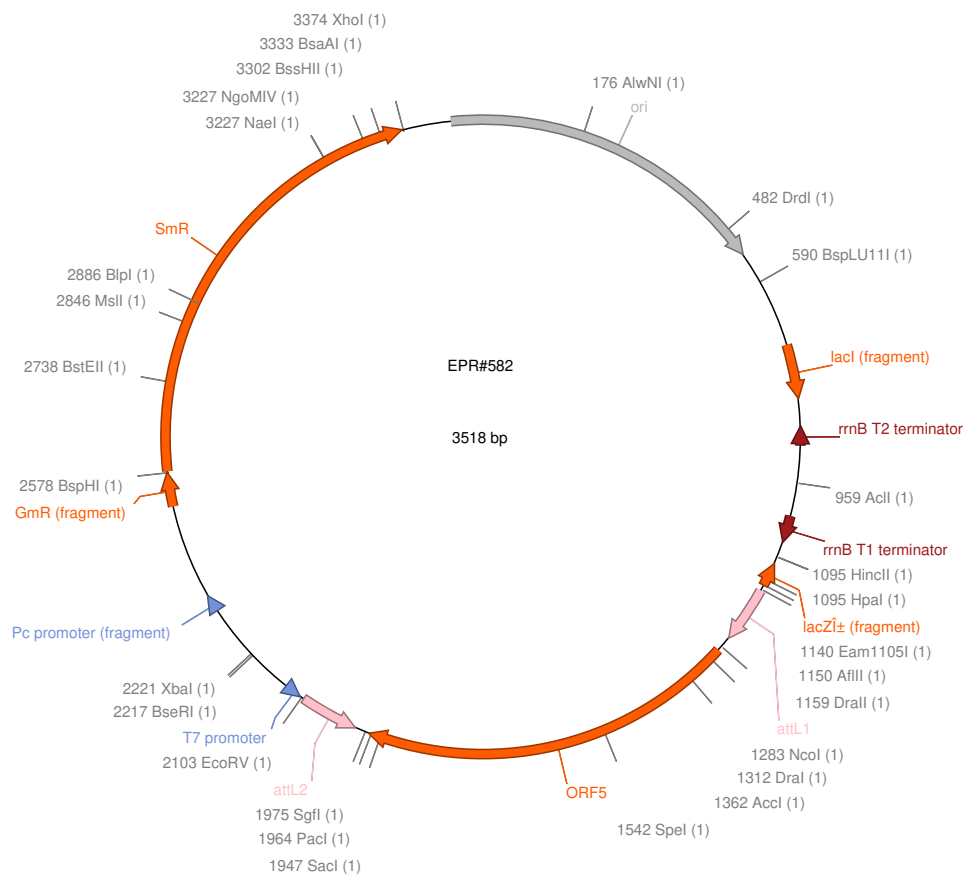 3374 XhoI (1)
3333 BsaAI (1)
3302 BssHII (1)
3227 NgoMIV (1)
3227 NaeI (1)
176 AlwNI (1)
ori
482 DrdI (1)
590 BspLU11I (1)
SmR
2886 BlpI (1)
2846 MslI (1)
2738 BstEII (1)
EPR#582
3518 bp
lacI (fragment)
rrnB T2 terminator
2578 BspHI (1)
GmR (fragment)
959 AclI (1)
rrnB T1 terminator
1095 HincII (1)
1095 HpaI (1)
lacZÎ± (fragment)
Pc promoter (fragment)
1140 Eam1105I (1)
1150 AflII (1)
1159 DraII (1)
2221 XbaI (1)
2217 BseRI (1)
T7 promoter
attL1
2103 EcoRV (1)
1283 NcoI (1)
1312 DraI (1)
attL2
ORF5
1362 AccI (1)
1975 SgfI (1)
1542 SpeI (1)
1964 PacI (1)
1947 SacI (1)